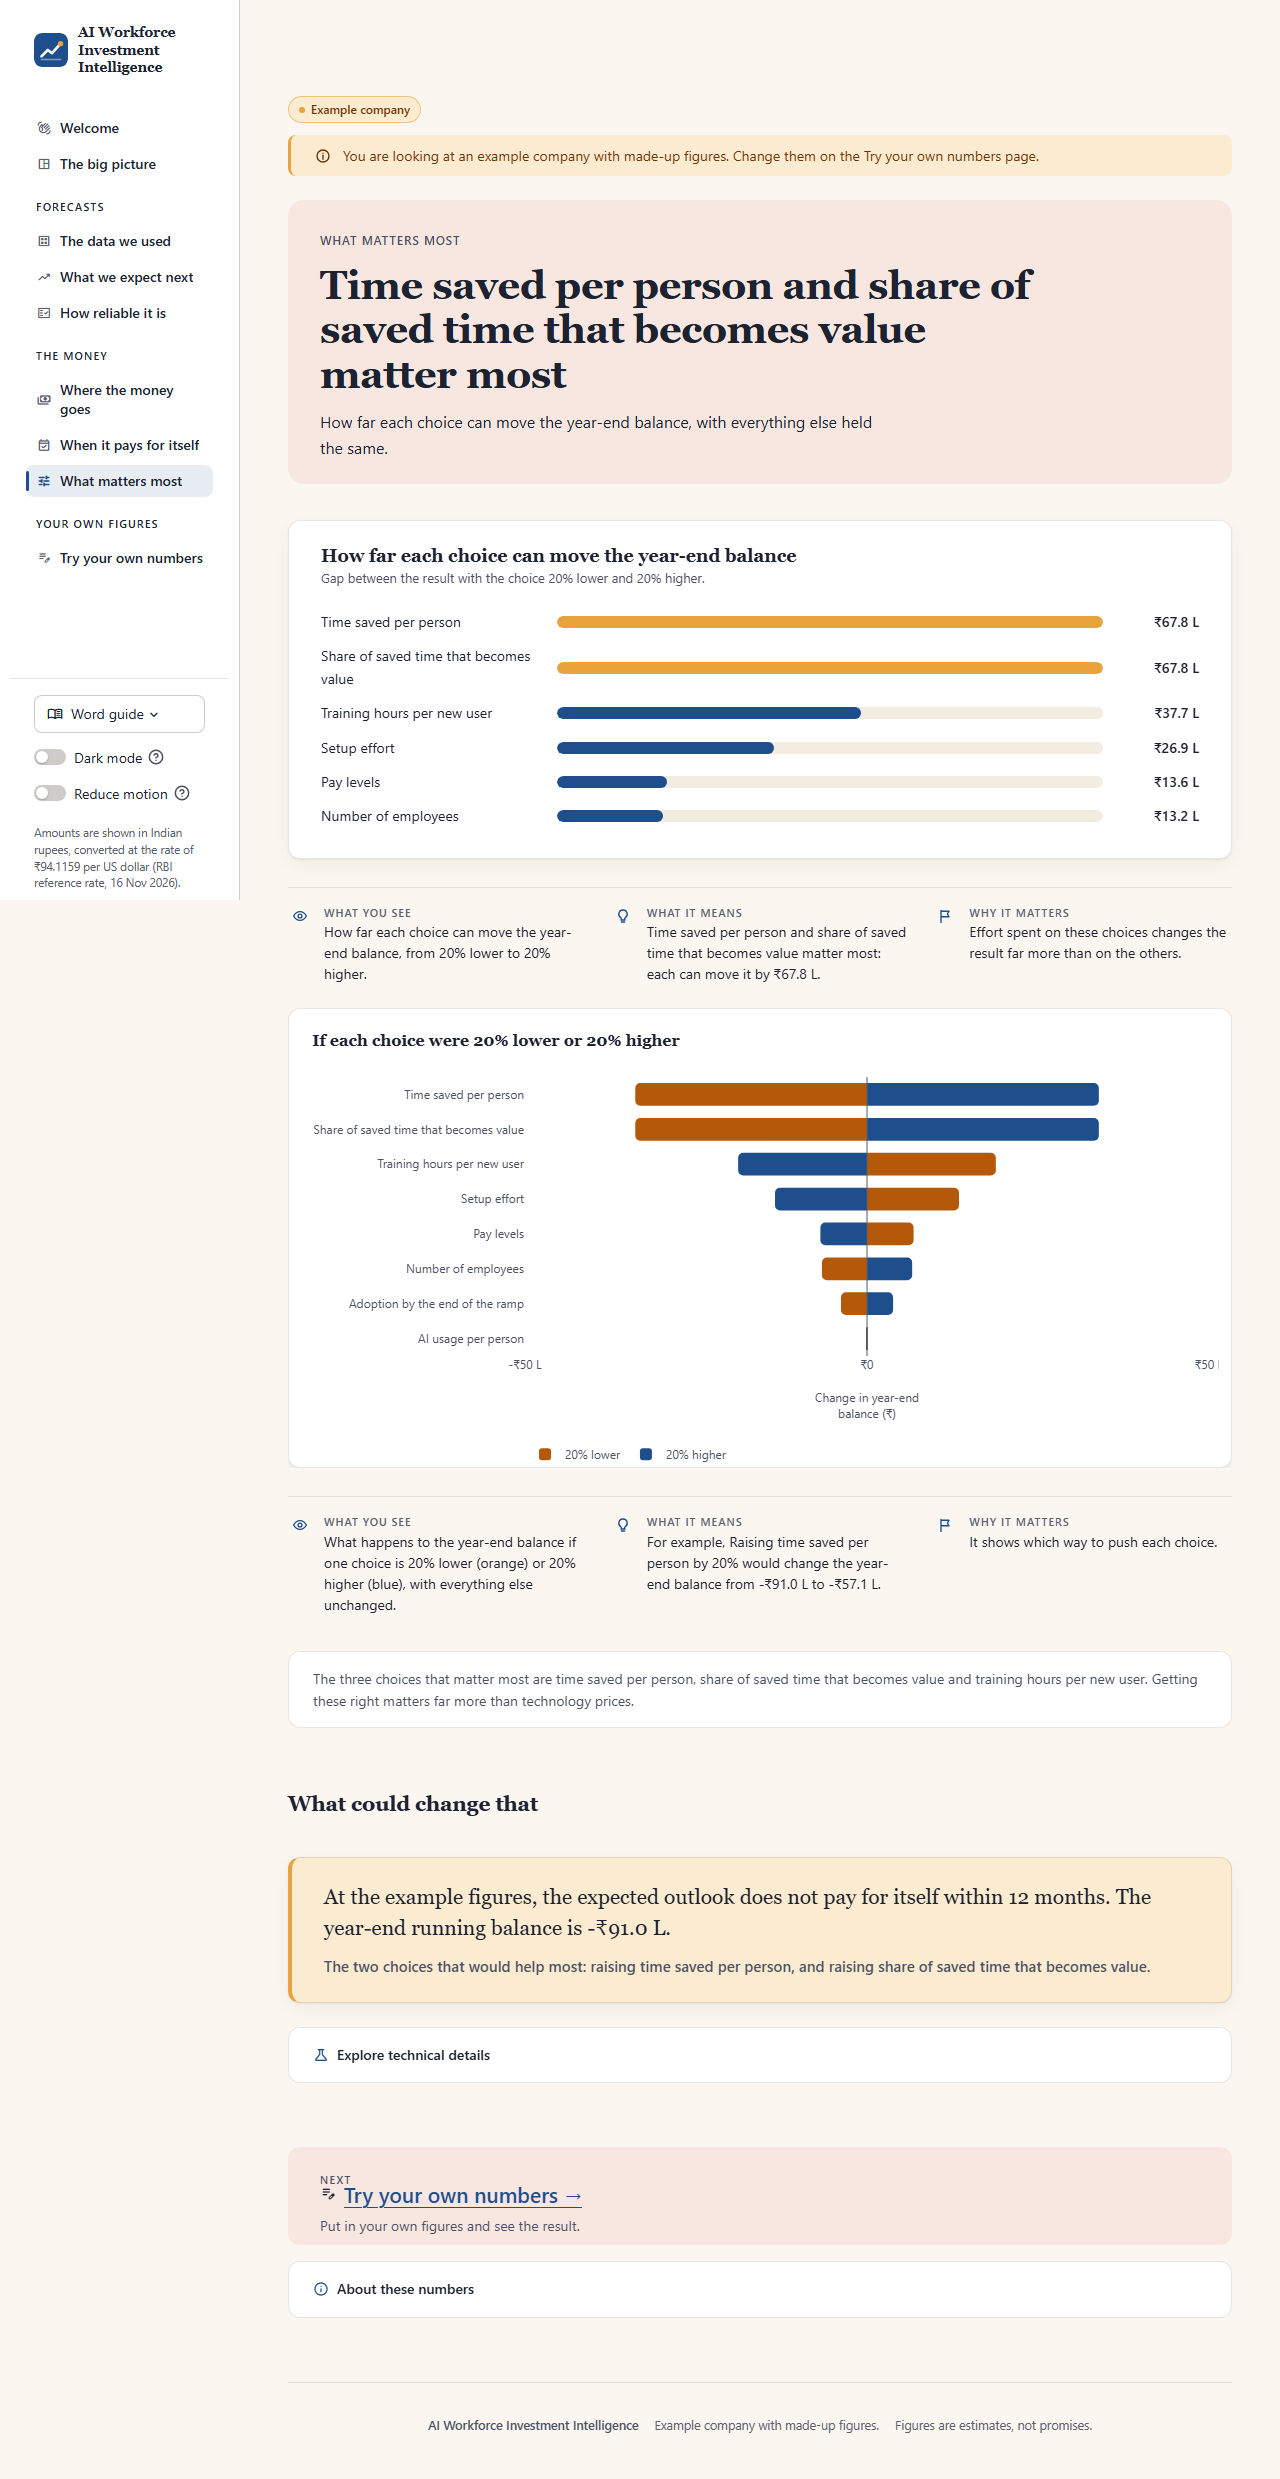 AI Workforce
Investment
Intelligence
Welcome
The big picture
FORECASTS
The data we used
What we expect next
How reliable it is
THE MONEY
Where the money
goes
When it pays for itself
What matters most
YOUR OWN FIGURES
Try your own numbers
Word guide
Dark mode
Reduce motion
Amounts are shown in Indian
rupees, converted at the rate of
₹94.1159 per US dollar (RBI
reference rate, 16 Nov 2026).
Example company
You are looking at an example company with made-up figures. Change them on the Try your own numbers page.
WHAT MATTERS MOST
Time saved per person and share of
saved time that becomes value
matter most
How far each choice can move the year-end balance, with everything else held
the same.
How far each choice can move the year-end balance
Gap between the result with the choice 20% lower and 20% higher.
Time saved per person ₹67.8 L
Share of saved time that becomes
value ₹67.8 L
Training hours per new user ₹37.7 L
Setup effort ₹26.9 L
Pay levels ₹13.6 L
Number of employees ₹13.2 L
WHAT YOU SEE
How far each choice can move the year-
end balance, from 20% lower to 20%
higher.
WHAT IT MEANS
Time saved per person and share of saved
time that becomes value matter most:
each can move it by ₹67.8 L.
WHY IT MATTERS
Effort spent on these choices changes the
result far more than on the others.
If each choice were 20% lower or 20% higher
Time saved per person
Share of saved time that becomes value
Training hours per new user
Setup effort
Pay levels
Number of employees
Adoption by the end of the ramp
AI usage per person
-₹50 L ₹0 ₹50
Change in year-end
balance (₹)
20% lower 20% higher
WHAT YOU SEE
What happens to the year-end balance if
one choice is 20% lower (orange) or 20%
higher (blue), with everything else
unchanged.
WHAT IT MEANS
For example, Raising time saved per
person by 20% would change the year-
end balance from -₹91.0 L to -₹57.1 L.
WHY IT MATTERS
It shows which way to push each choice.
The three choices that matter most are time saved per person, share of saved time that becomes value and training hours per new user. Getting
these right matters far more than technology prices.
What could change that
At the example figures, the expected outlook does not pay for itself within 12 months. The
year-end running balance is -₹91.0 L.
The two choices that would help most: raising time saved per person, and raising share of saved time that becomes value.
Explore technical details
NEXT
Try your own numbers →
Put in your own figures and see the result.
About these numbers
AI Workforce Investment Intelligence Example company with made-up figures. Figures are estimates, not promises.